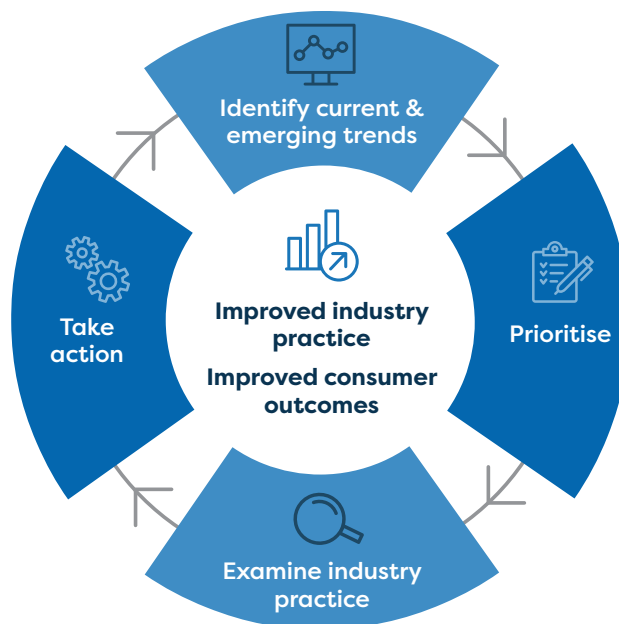 Identify current &
emerging trends
Prioritise
Examine industry
practice
Take
action
Improved industry
practice
Improved consumer
outcomes